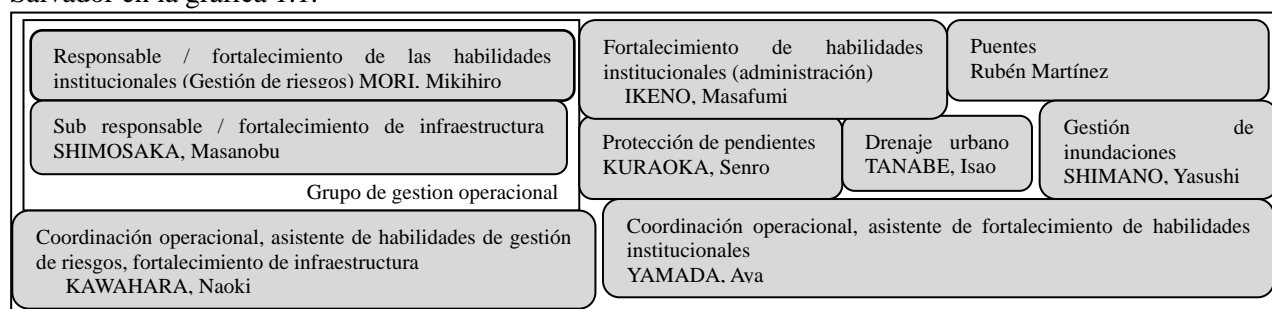 Salvador en la gráfica 1.1.
Responsable / fortalecimiento de las habilidades
institucionales (Gestión de riesgos) MORI, Mikihiro
Sub responsable / fortalecimiento de infraestructura
SHIMOSAKA, Masanobu
Grupo de gestion operacional
Coordinación operacional, asistente de habilidades de gestión
de riesgos, fortalecimiento de infraestructura
KAWAHARA, Naoki
Fortalecimiento de habilidades
institucionales (administración)
IKENO, Masafumi
Puentes
Rubén Martínez
Protección de pendientes
KURAOKA, Senro
Drenaje urbano
TANABE, Isao
Gestión de
inundaciones
SHIMANO, Yasushi
Coordinación operacional, asistente de fortalecimiento de habilidades
institucionales
YAMADA, Aya